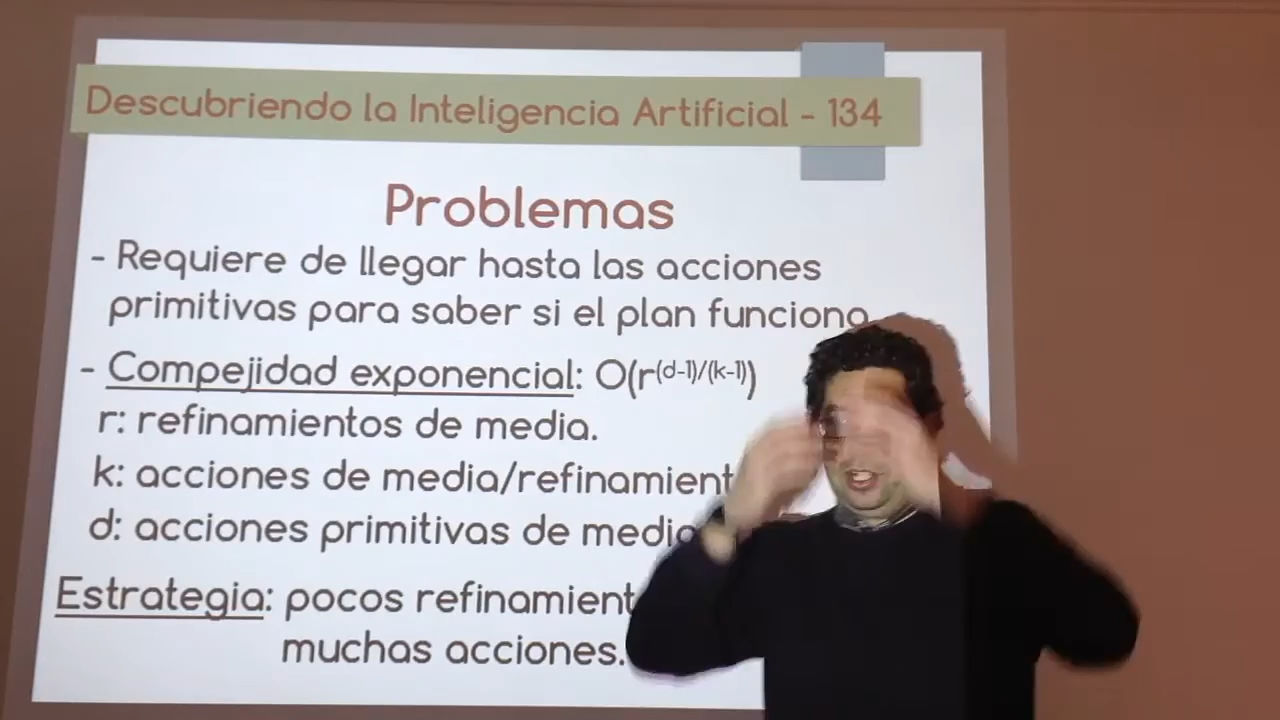 Descubriendo la Inteligencia Artificial - 134
Problemas
- Requiere de llegar hasta las acciones
primitivas para saber si el plan funciona
- Compejidad exponencial: O(r^(d-1)/(k-1))
r: refinamientos de media.
k: acciones de media/refinamient
d: acciones primitivas de media
Estrategia: pocos refinamient
muchas acciones.